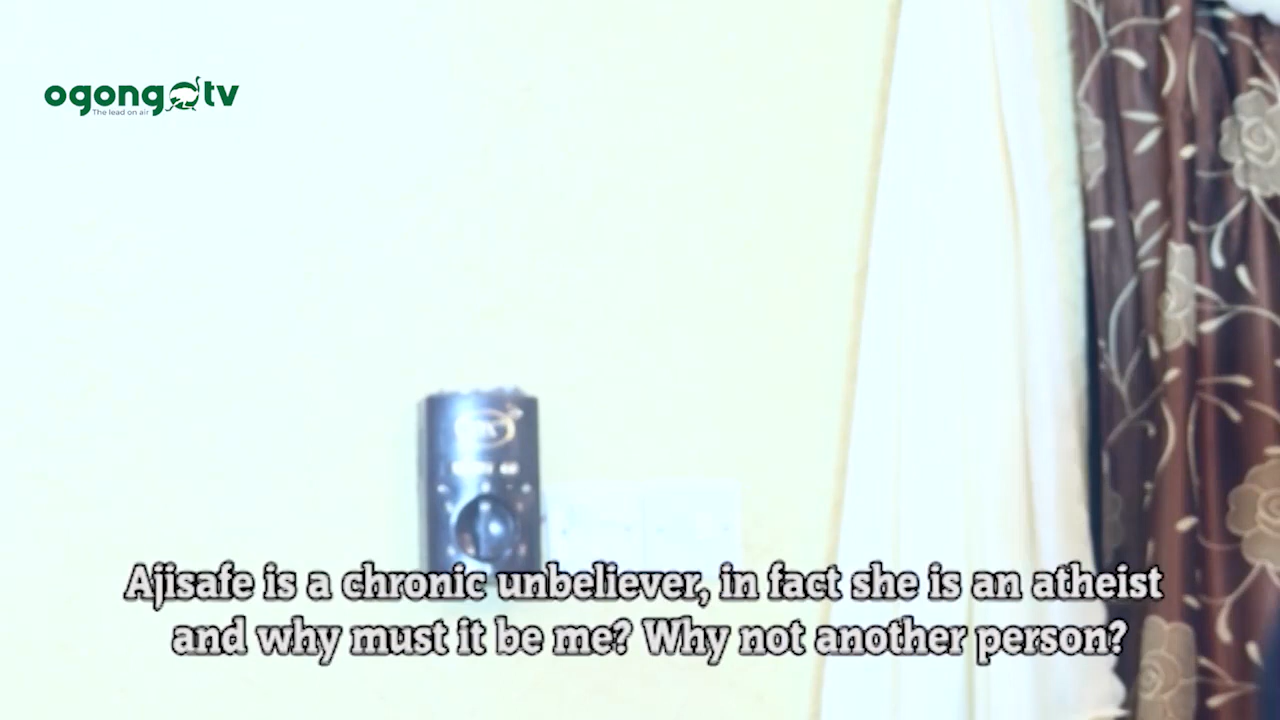 ogongotv
The lead on air
Ajisafe is a chronic unbeliever, in fact she is an atheist
and why must it be me? Why not another person?